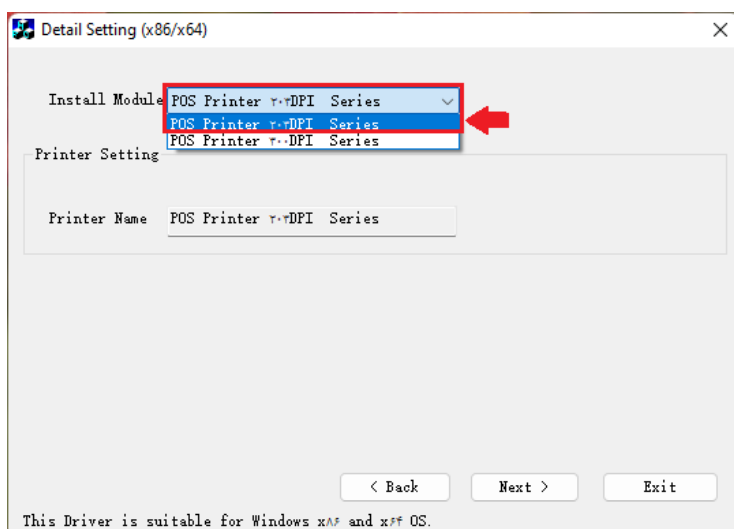 Detail Setting (x86/x64)
Install Module POS Printer ۲۰۳DPI Series
POS Printer ۲۰۳DPI Series
POS Printer ۳۰۰DPI Series
Printer Setting
Printer Name POS Printer ۲۰۳DPI Series
< Back Next > Exit
This Driver is suitable for Windows x۸۶ and x۶۴ OS.